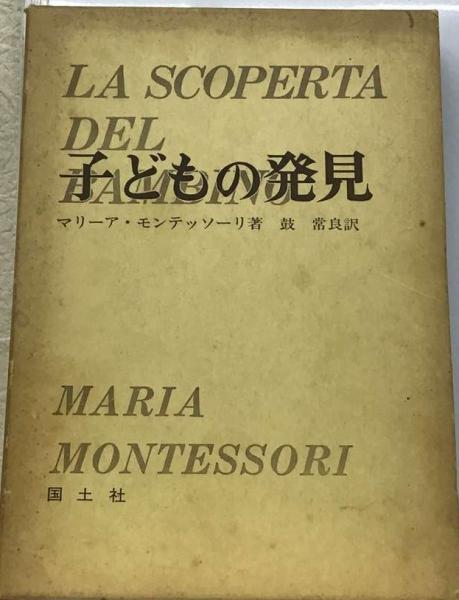 LA SCOPERTA
DEL
BAMBINO
子どもの発見
マリーア・モンテッソーリ著 鼓 常良訳
MARIA
MONTESSORI
国土社